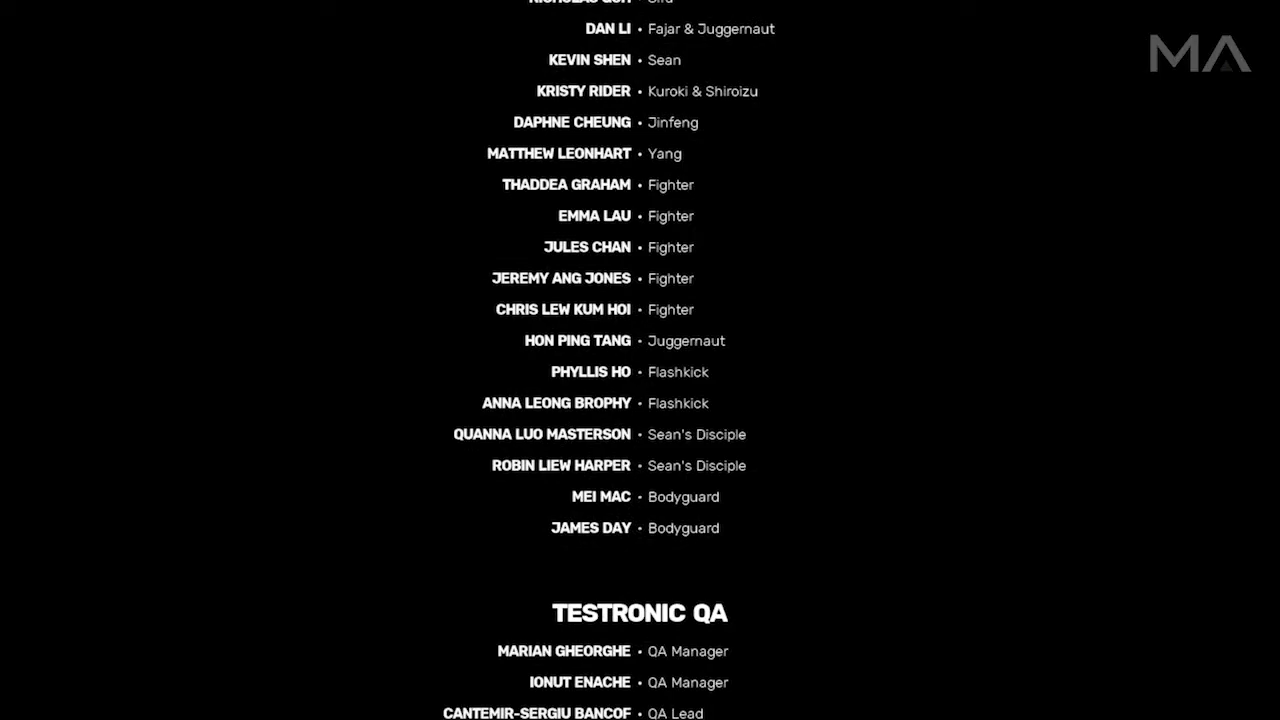 MA
DAN LI • Fajar & Juggernaut
KEVIN SHEN • Sean
KRISTY RIDER • Kuroki & Shiroizu
DAPHNE CHEUNG • Jinfeng
MATTHEW LEONHART • Yang
THADDEA GRAHAM • Fighter
EMMA LAU • Fighter
JULES CHAN • Fighter
JEREMY ANG JONES • Fighter
CHRIS LEW KUM HOI • Fighter
HON PING TANG • Juggernaut
PHYLLIS HO • Flashkick
ANNA LEONG BROPHY • Flashkick
QUANNA LUO MASTERSON • Sean's Disciple
ROBIN LIEW HARPER • Sean's Disciple
MEI MAC • Bodyguard
JAMES DAY • Bodyguard
TESTRONIC QA
MARIAN GHEORGHE • QA Manager
IONUT ENACHE • QA Manager
CANTEMIR-SERGIU BANCOF • QA Lead